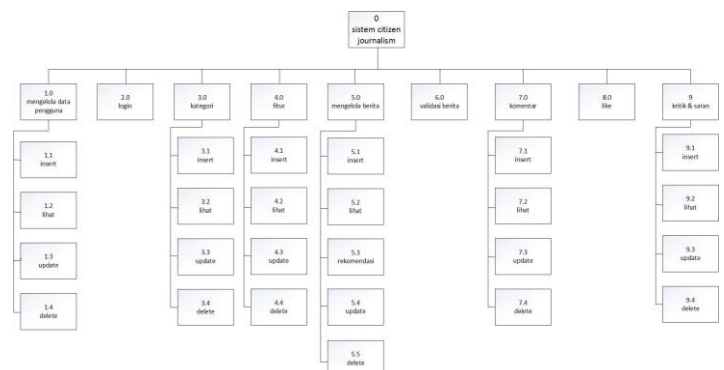 0
sistem citizen
journalism
1.0
mengelola data
pengguna
2.0
login
3.0
kategori
4.0
fitur
5.0
mengelola berita
6.0
validasi berita
7.0
komentar
8.0
like
9
kritik & saran
1.1
insert
1.2
lihat
1.3
update
1.4
delete
3.1
insert
3.2
lihat
3.3
update
3.4
delete
4.1
insert
4.2
lihat
4.3
update
4.4
delete
5.1
insert
5.2
lihat
5.3
rekomendasi
5.4
update
5.5
delete
7.1
insert
7.2
lihat
7.3
update
7.4
delete
9.1
insert
9.2
lihat
9.3
update
9.4
delete